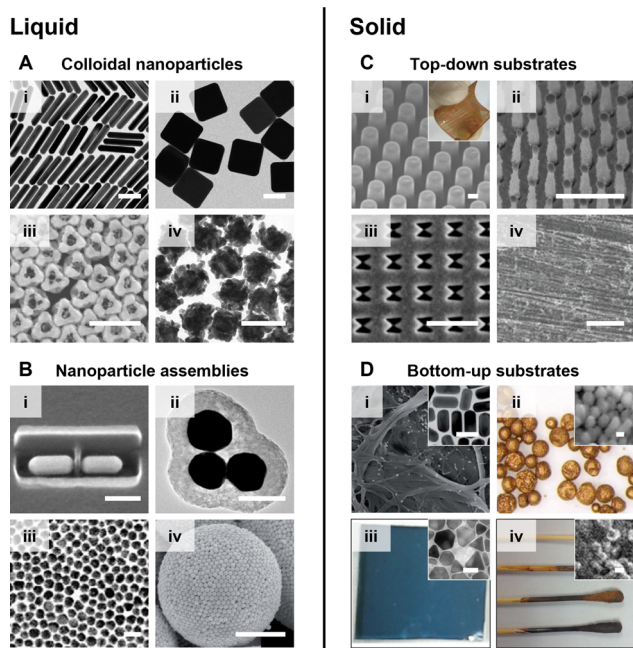 Liquid
A Colloidal nanoparticles
i
ii
iii
iv
B Nanoparticle assemblies
i
ii
iii
iv
Solid
C Top-down substrates
i
ii
iii
iv
D Bottom-up substrates
i
ii
iii
iv